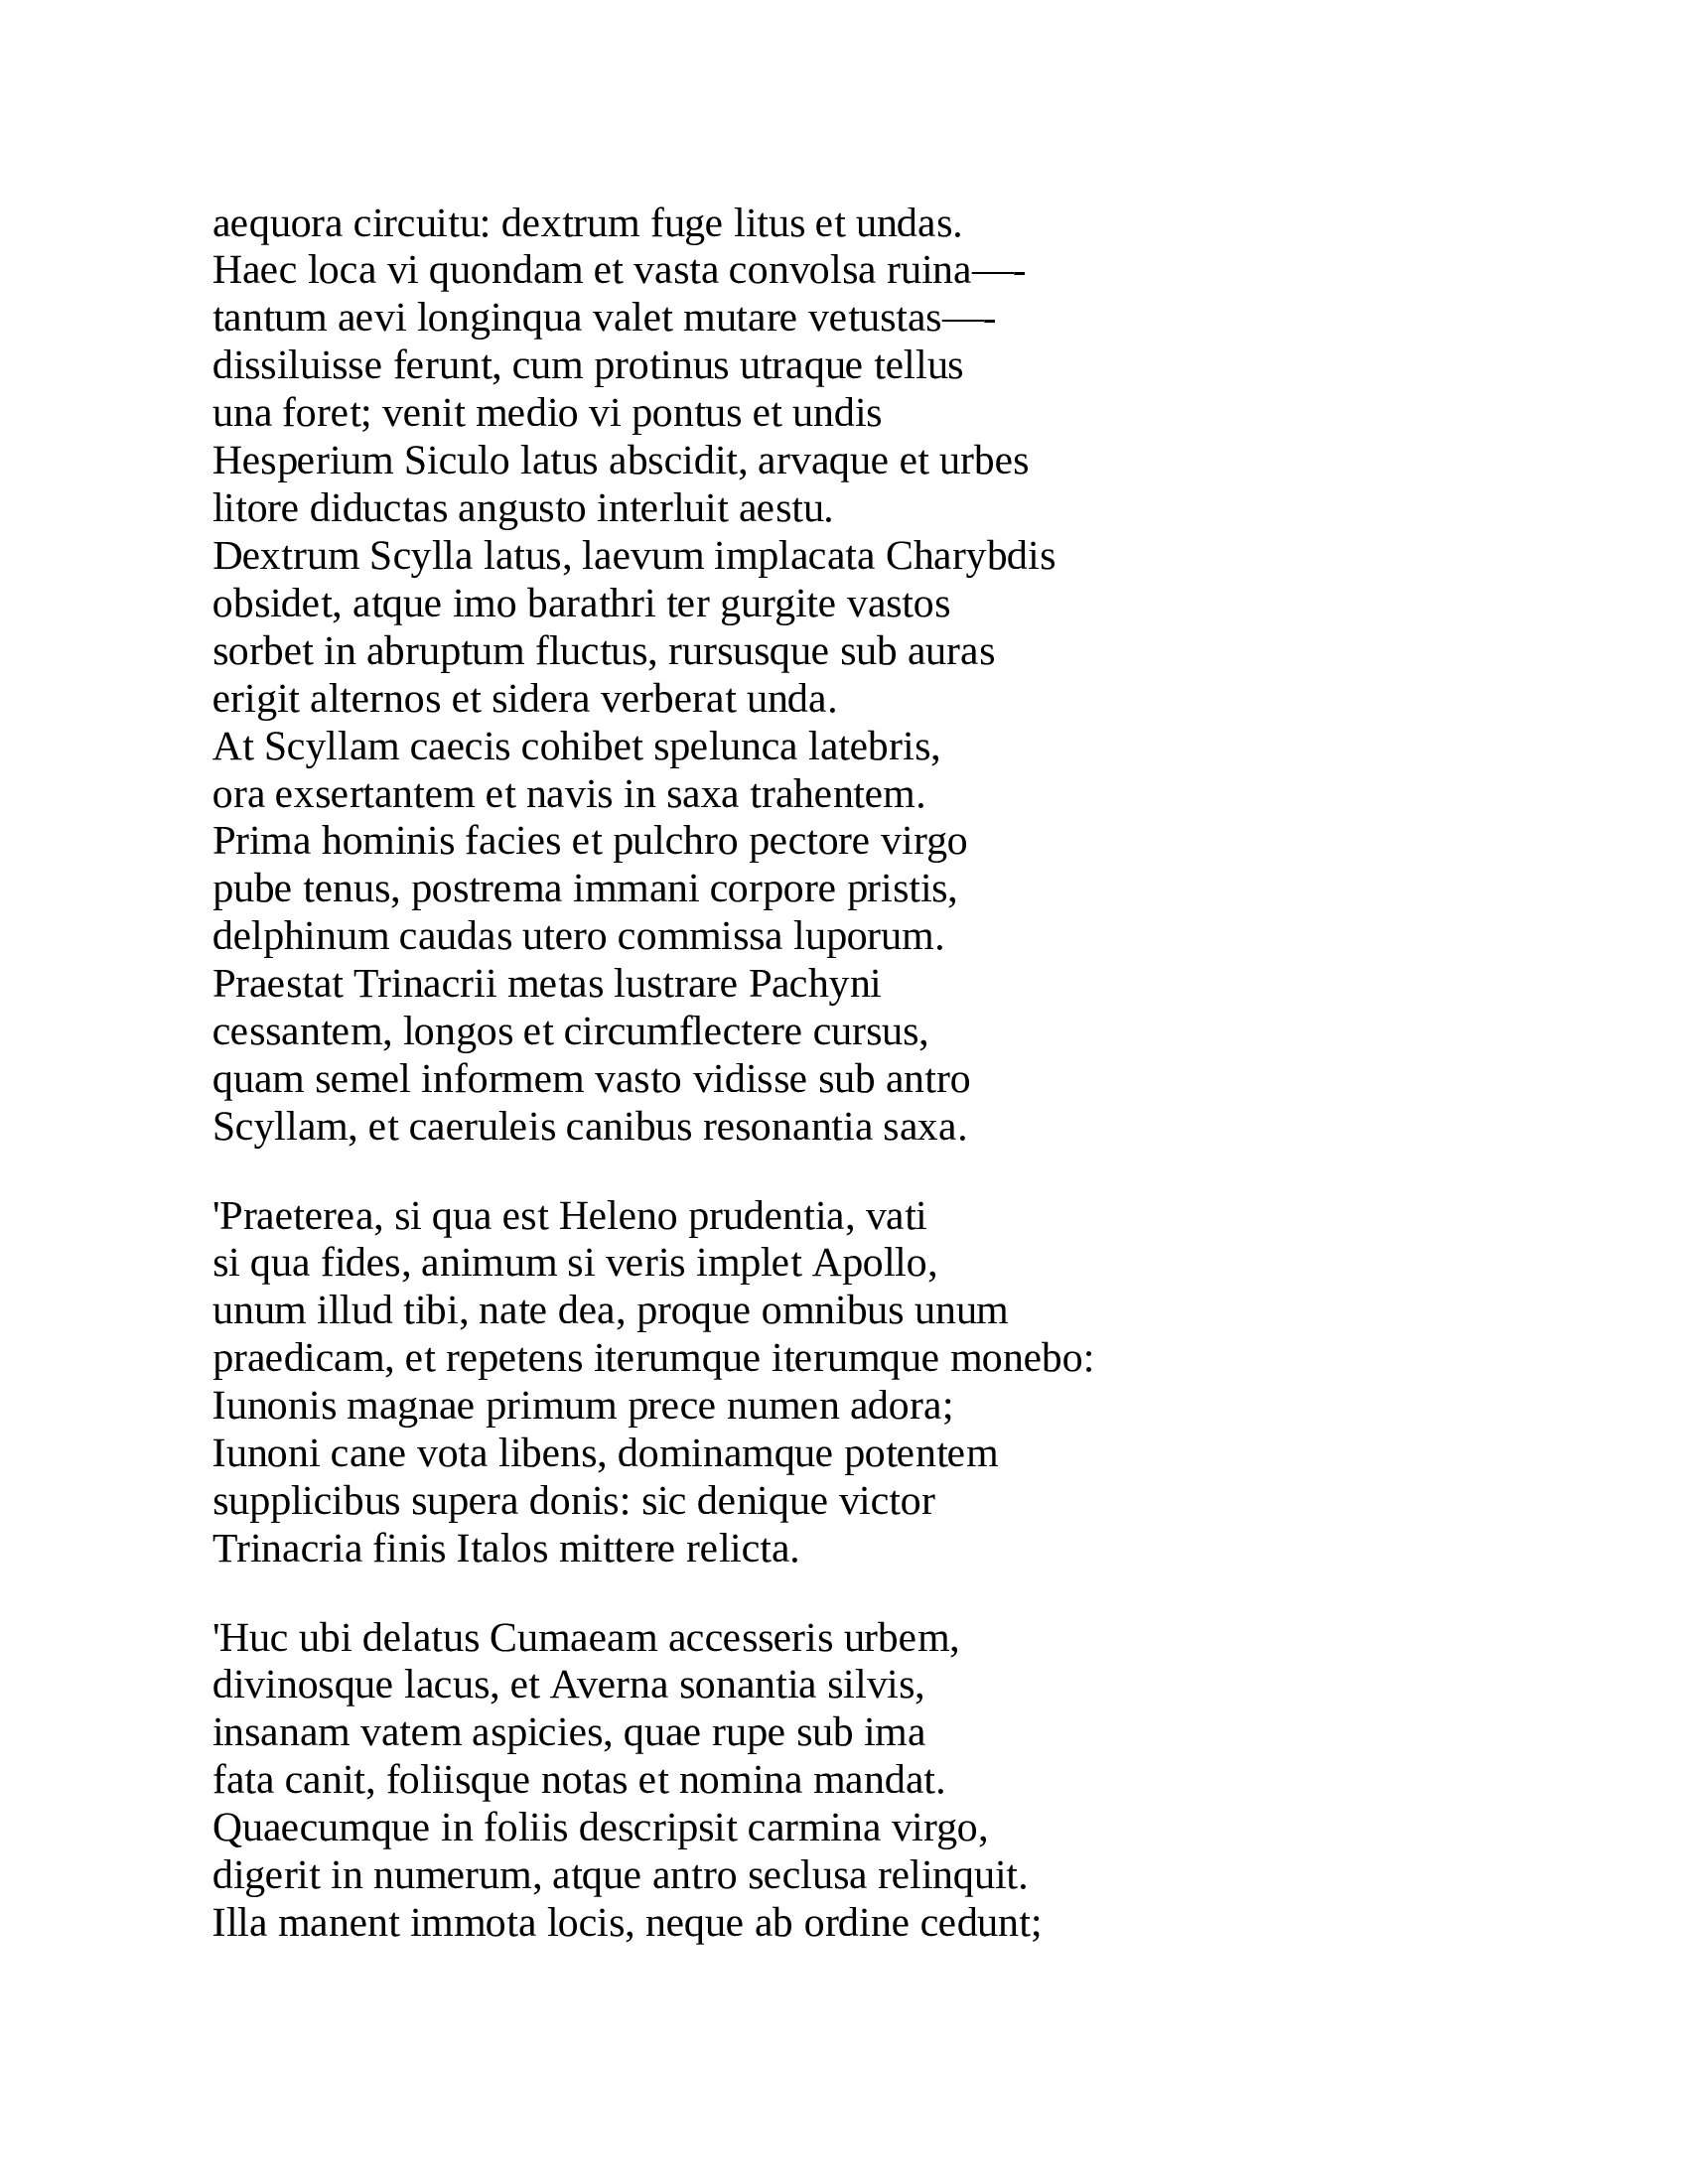 aequora circuitu: dextrum fuge litus et undas.
Haec loca vi quondam et vasta convolsa ruina—-
tantum aevi longinqua valet mutare vetustas—-
dissiluisse ferunt, cum protinus utraque tellus
una foret; venit medio vi pontus et undis
Hesperium Siculo latus abscidit, arvaque et urbes
litore diductas angusto interluit aestu.
Dextrum Scylla latus, laevum implacata Charybdis
obsidet, atque imo barathri ter gurgite vastos
sorbet in abruptum fluctus, rursusque sub auras
erigit alternos et sidera verberat unda.
At Scyllam caecis cohibet spelunca latebris,
ora exsertantem et navis in saxa trahentem.
Prima hominis facies et pulchro pectore virgo
pube tenus, postrema immani corpore pristis,
delphinum caudas utero commissa luporum.
Praestat Trinacrii metas lustrare Pachyni
cessantem, longos et circumflectere cursus,
quam semel informem vasto vidisse sub antro
Scyllam, et caeruleis canibus resonantia saxa.

'Praeterea, si qua est Heleno prudentia, vati
si qua fides, animum si veris implet Apollo,
unum illud tibi, nate dea, proque omnibus unum
praedicam, et repetens iterumque iterumque monebo:
Iunonis magnae primum prece numen adora;
Iunoni cane vota libens, dominamque potentem
supplicibus supera donis: sic denique victor
Trinacria finis Italos mittere relicta.

'Huc ubi delatus Cumaeam accesseris urbem,
divinosque lacus, et Averna sonantia silvis,
insanam vatem aspicies, quae rupe sub ima
fata canit, foliisque notas et nomina mandat.
Quaecumque in foliis descripsit carmina virgo,
digerit in numerum, atque antro seclusa relinquit.
Illa manent immota locis, neque ab ordine cedunt;